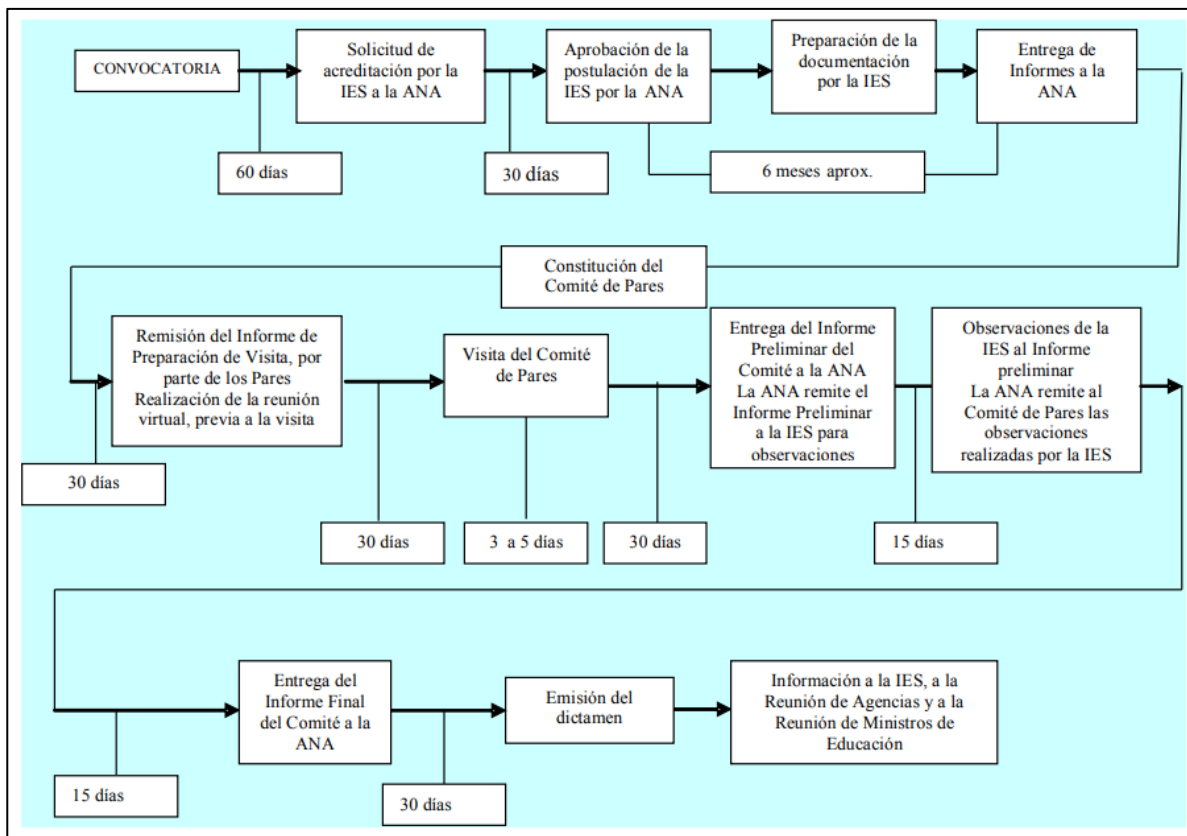 CONVOCATORIA
Solicitud de
acreditación por la
IES a la ANA
Aprobación de la
postulación de la
IES por la ANA
Preparación de la
documentación
por la IES
Entrega de
Informes a la
ANA
60 días
30 días
6 meses aprox.
Constitución del
Comité de Pares
Remisión del Informe de
Preparación de Visita, por
parte de los Pares
Realización de la reunión
virtual, previa a la visita
Visita del Comité
de Pares
Entrega del Informe
Preliminar del
Comité a la ANA
La ANA remite el
Informe Preliminar
a la IES para
observaciones
Observaciones de la
IES al Informe
preliminar
La ANA remite al
Comité de Pares las
observaciones
realizadas por la IES
30 días
30 días
3 a 5 días
30 días
15 días
Entrega del
Informe Final
del Comité a la
ANA
Emisión del
dictamen
Información a la IES, a la
Reunión de Agencias y a la
Reunión de Ministros de
Educación
15 días
30 días